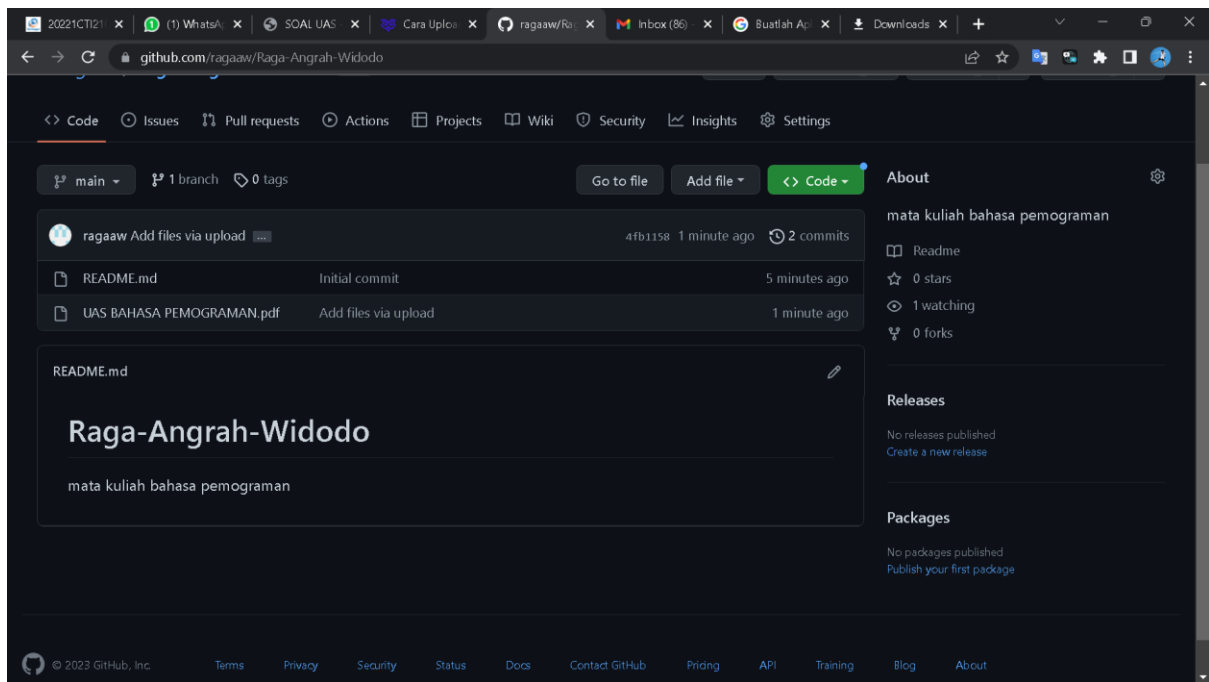 20221CTI21
(1) WhatsA
SOAL UAS -
Cara Uploa
ragaaw/Rag
Inbox (86) -
Buatlah Ap
Downloads
github.com/ragaaw/Raga-Angrah-Widodo
Code Issues Pull requests Actions Projects Wiki Security Insights Settings
main 1 branch 0 tags Go to file Add file Code
ragaaw Add files via upload ... 4fb1158 1 minute ago 2 commits
README.md Initial commit 5 minutes ago
UAS BAHASA PEMOGRAMAN.pdf Add files via upload 1 minute ago
README.md
Raga-Angrah-Widodo
mata kuliah bahasa pemograman
About
mata kuliah bahasa pemograman
Readme
0 stars
1 watching
0 forks
Releases
No releases published
Create a new release
Packages
No packages published
Publish your first package
© 2023 GitHub, Inc. Terms Privacy Security Status Docs Contact GitHub Pricing API Training Blog About